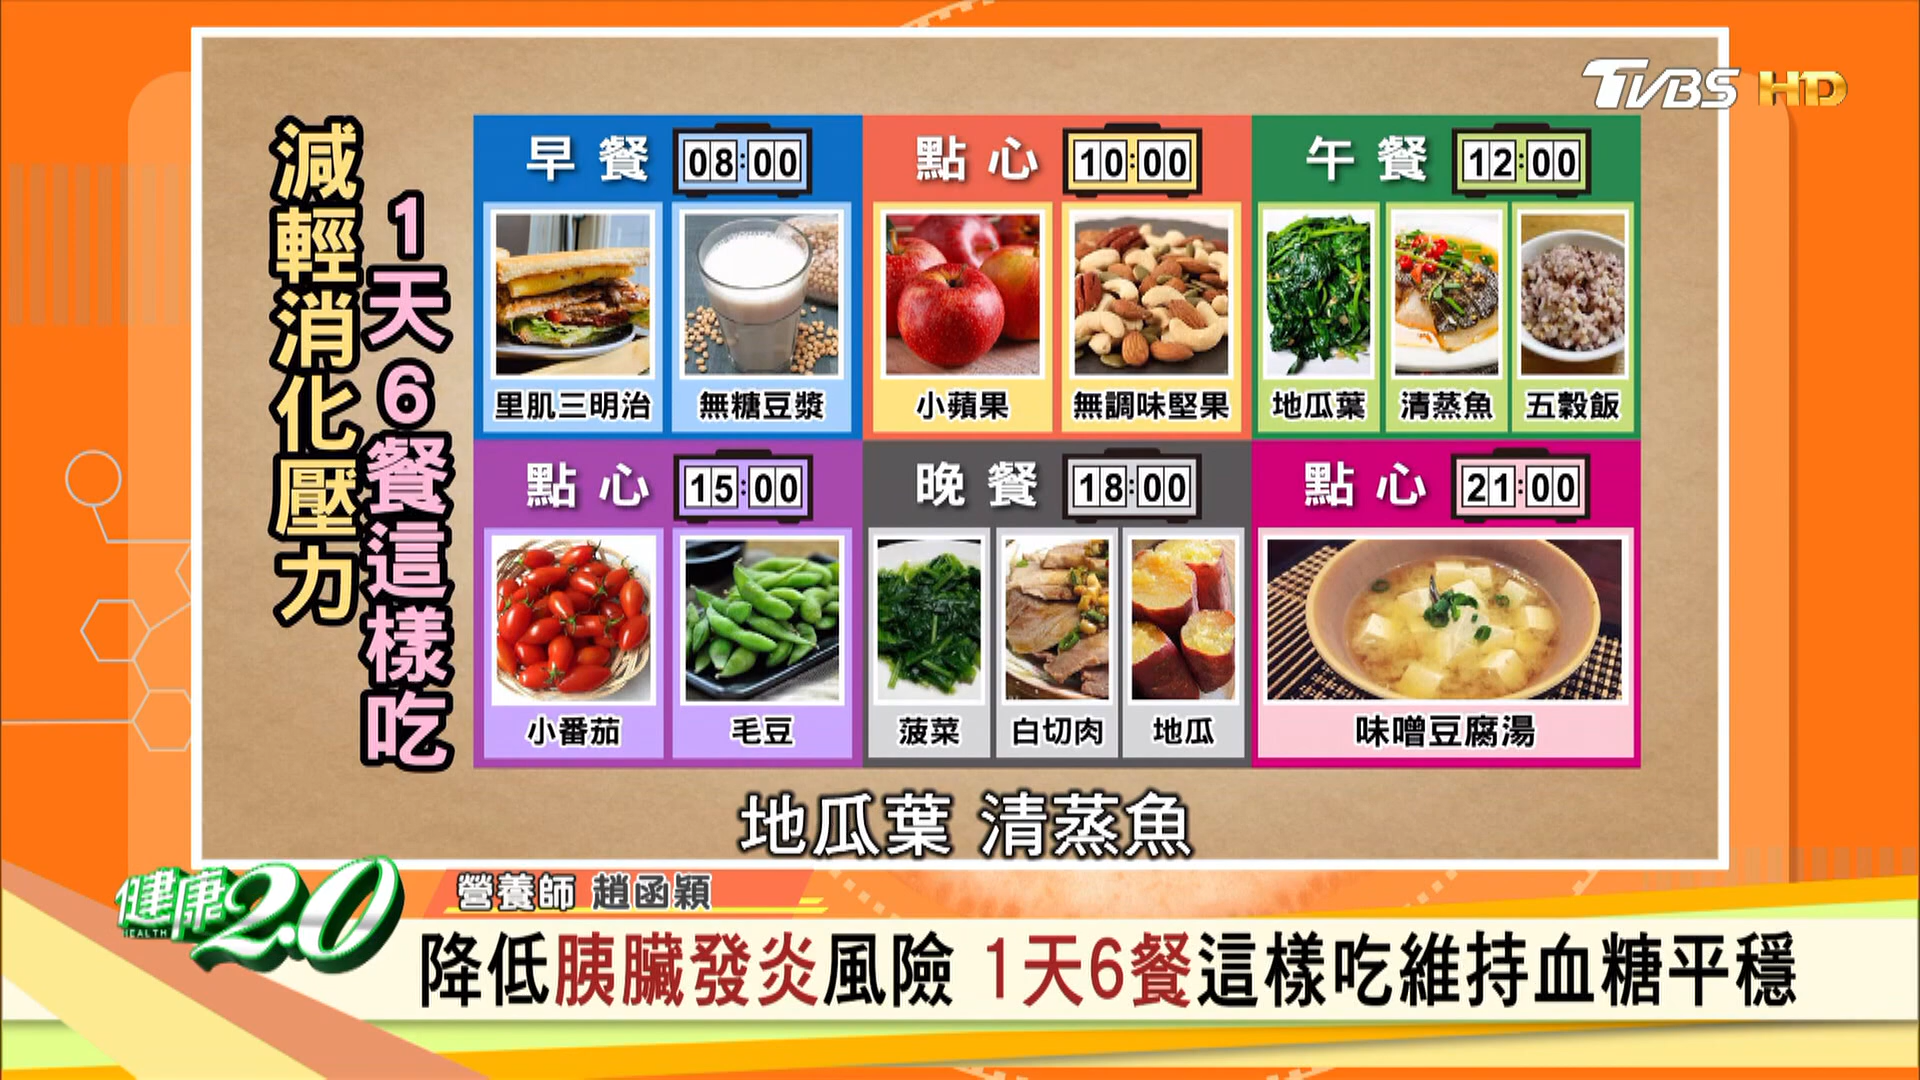 TVBS HD
減輕消化壓力
1天6餐這樣吃
早餐 08:00
里肌三明治 無糖豆漿
點心 10:00
小蘋果 無調味堅果
午餐 12:00
地瓜葉 清蒸魚 五穀飯
點心 15:00
小番茄 毛豆
晚餐 18:00
菠菜 白切肉 地瓜
點心 21:00
味噌豆腐湯
地瓜葉 清蒸魚
健康2.0
HEALTH
營養師 趙函穎
降低胰臟發炎風險 1天6餐這樣吃維持血糖平穩